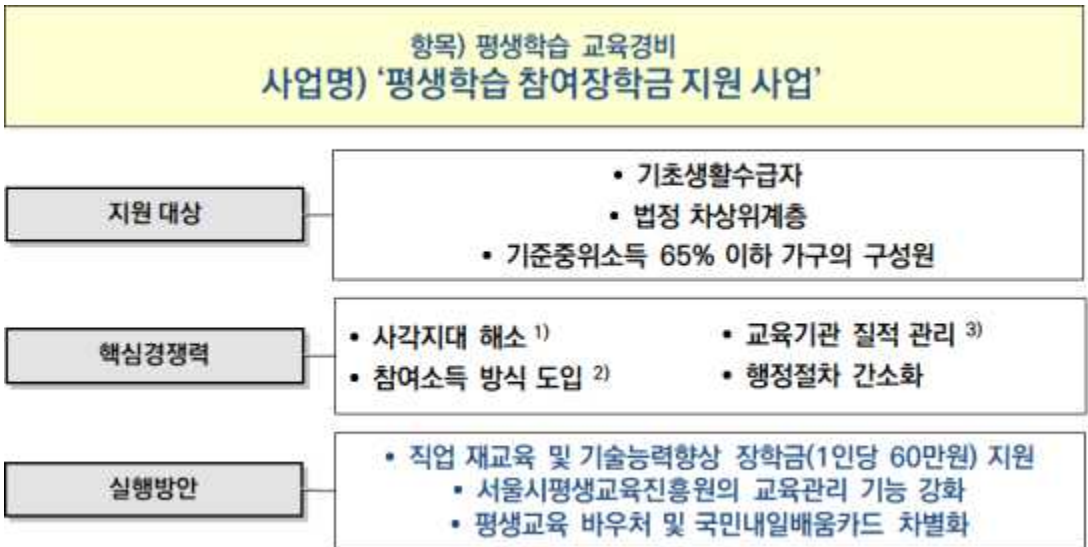 항목) 평생학습 교육경비
사업명) ‘평생학습 참여장학금 지원 사업’
지원 대상
• 기초생활수급자
• 법정 차상위계층
• 기준중위소득 65% 이하 가구의 구성원
핵심경쟁력
• 사각지대 해소 1)
• 교육기관 질적 관리 3)
• 참여소득 방식 도입 2)
• 행정절차 간소화
실행방안
• 직업 재교육 및 기술능력향상 장학금(1인당 60만원) 지원
• 서울시평생교육진흥원의 교육관리 기능 강화
• 평생교육 바우처 및 국민내일배움카드 차별화